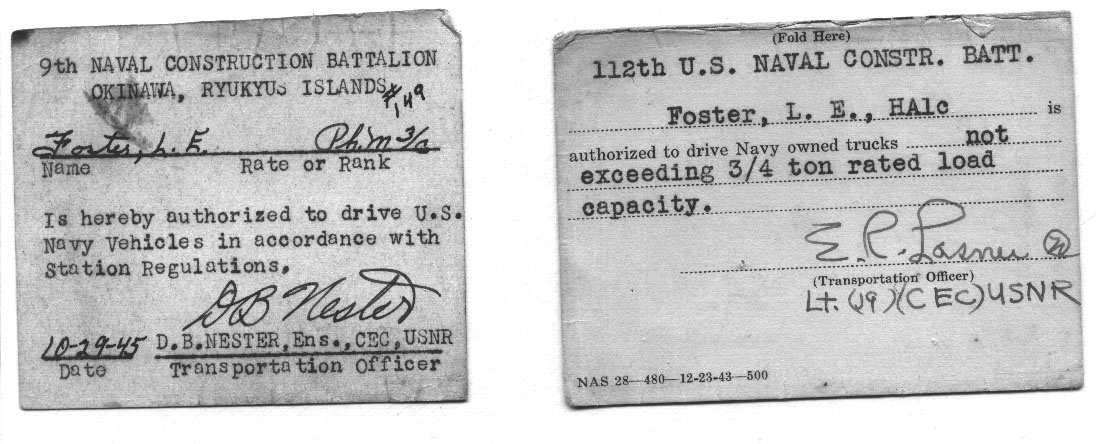 9th NAVAL CONSTRUCTION BATTALION
OKINAWA, RYUKYUS ISLANDS
#149
Foster, L. E. Ph.M 3/c
Name Rate or Rank
Is hereby authorized to drive U.S.
Navy Vehicles in accordance with
Station Regulations.
D B Nester
10-29-45 D.B.NESTER,Ens.,CEC,USNR
Date Transportation Officer
(Fold Here)
112th U.S. NAVAL CONSTR. BATT.
Foster, L. E., HA1c is
authorized to drive Navy owned trucks not
exceeding 3/4 ton rated load
capacity.
E. R.
(Transportation Officer)
Lt. (jg) (CEC) USNR
NAS 28—480—12-23-43—500